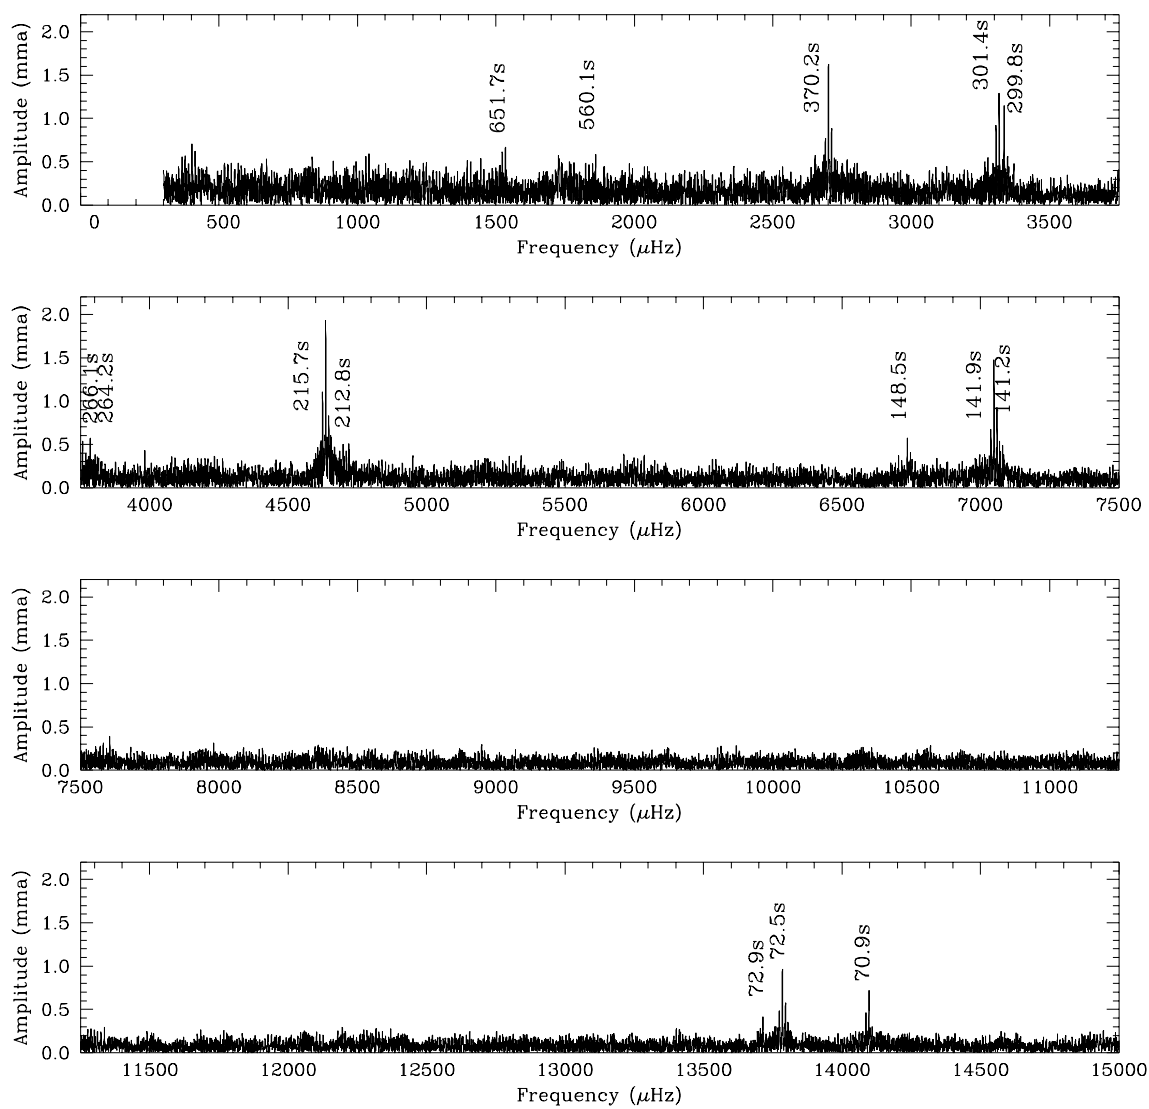 Amplitude (mma)
2.0
1.5
1.0
0.5
0.0
651.7s
560.1s
370.2s
301.4s
299.8s
0
500
1000
1500
2000
2500
3000
3500
Frequency (μHz)
Amplitude (mma)
2.0
1.5
1.0
0.5
0.0
266.1s
264.2s
215.7s
212.8s
148.5s
141.9s
141.2s
4000
4500
5000
5500
6000
6500
7000
7500
Frequency (μHz)
Amplitude (mma)
2.0
1.5
1.0
0.5
0.0
7500
8000
8500
9000
9500
10000
10500
11000
Frequency (μHz)
Amplitude (mma)
2.0
1.5
1.0
0.5
0.0
72.9s
72.5s
70.9s
11500
12000
12500
13000
13500
14000
14500
15000
Frequency (μHz)